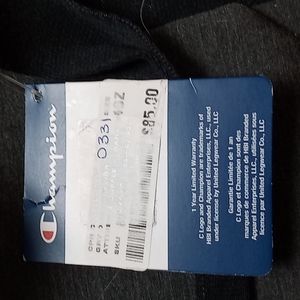 Champion
$85.00
0331
SKU
1 Year Limited Warranty
C Logo and Champion are trademarks of
HBI Branded Apparel Enterprises, LLC., used
under license by United Legwear Co., LLC
Garantie Limitée de 1 an
C Logo et Champion sont des
marques de commerce de HBI Branded
Apparel Enterprises, LLC., utilisées sous
licence par United Legwear Co., LLC